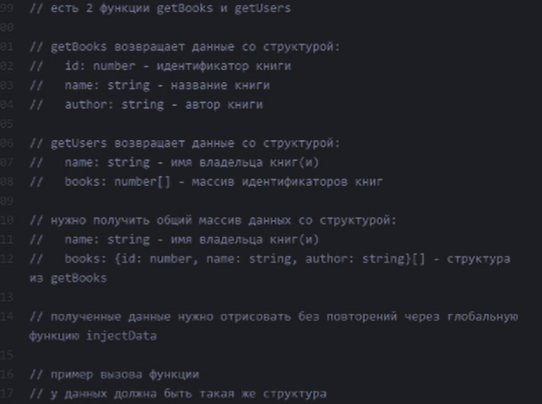 99 // есть 2 функции getBooks и getUsers
00
01 // getBooks возвращает данные со структурой:
02 //   id: number - идентификатор книги
03 //   name: string - название книги
04 //   author: string - автор книги
05
06 // getUsers возвращает данные со структурой:
07 //   name: string - имя владельца книг(и)
08 //   books: number[] - массив идентификаторов книг
09
10 // нужно получить общий массив данных со структурой:
11 //   name: string - имя владельца книг(и)
12 //   books: {id: number, name: string, author: string}[] - структура
из getBooks
13
14 // полученные данные нужно отрисовать без повторений через глобальную
функцию injectData
15
16 // пример вызова функции
17 // у данных должна быть такая же структура